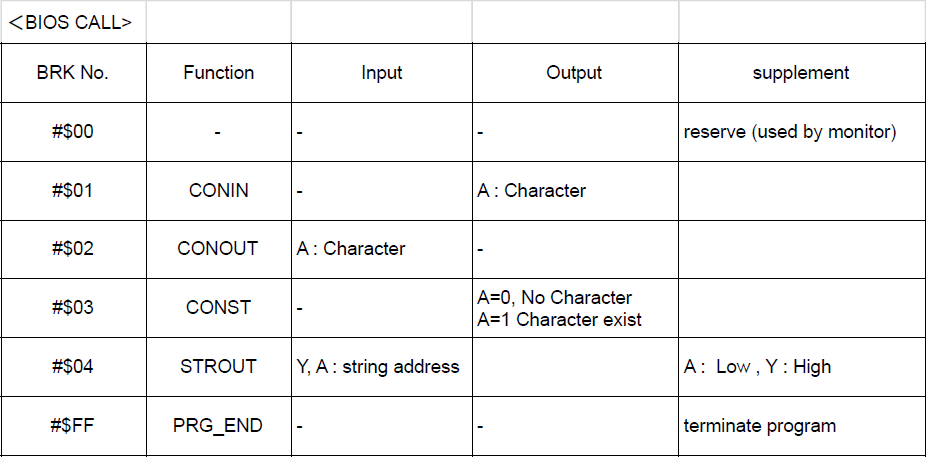 ＜BIOS CALL>
BRK No. Function Input Output supplement
#$00 - - - reserve (used by monitor)
#$01 CONIN - A : Character
#$02 CONOUT A : Character -
#$03 CONST - A=0, No Character
A=1 Character exist
#$04 STROUT Y, A : string address A : Low , Y : High
#$FF PRG_END - - terminate program